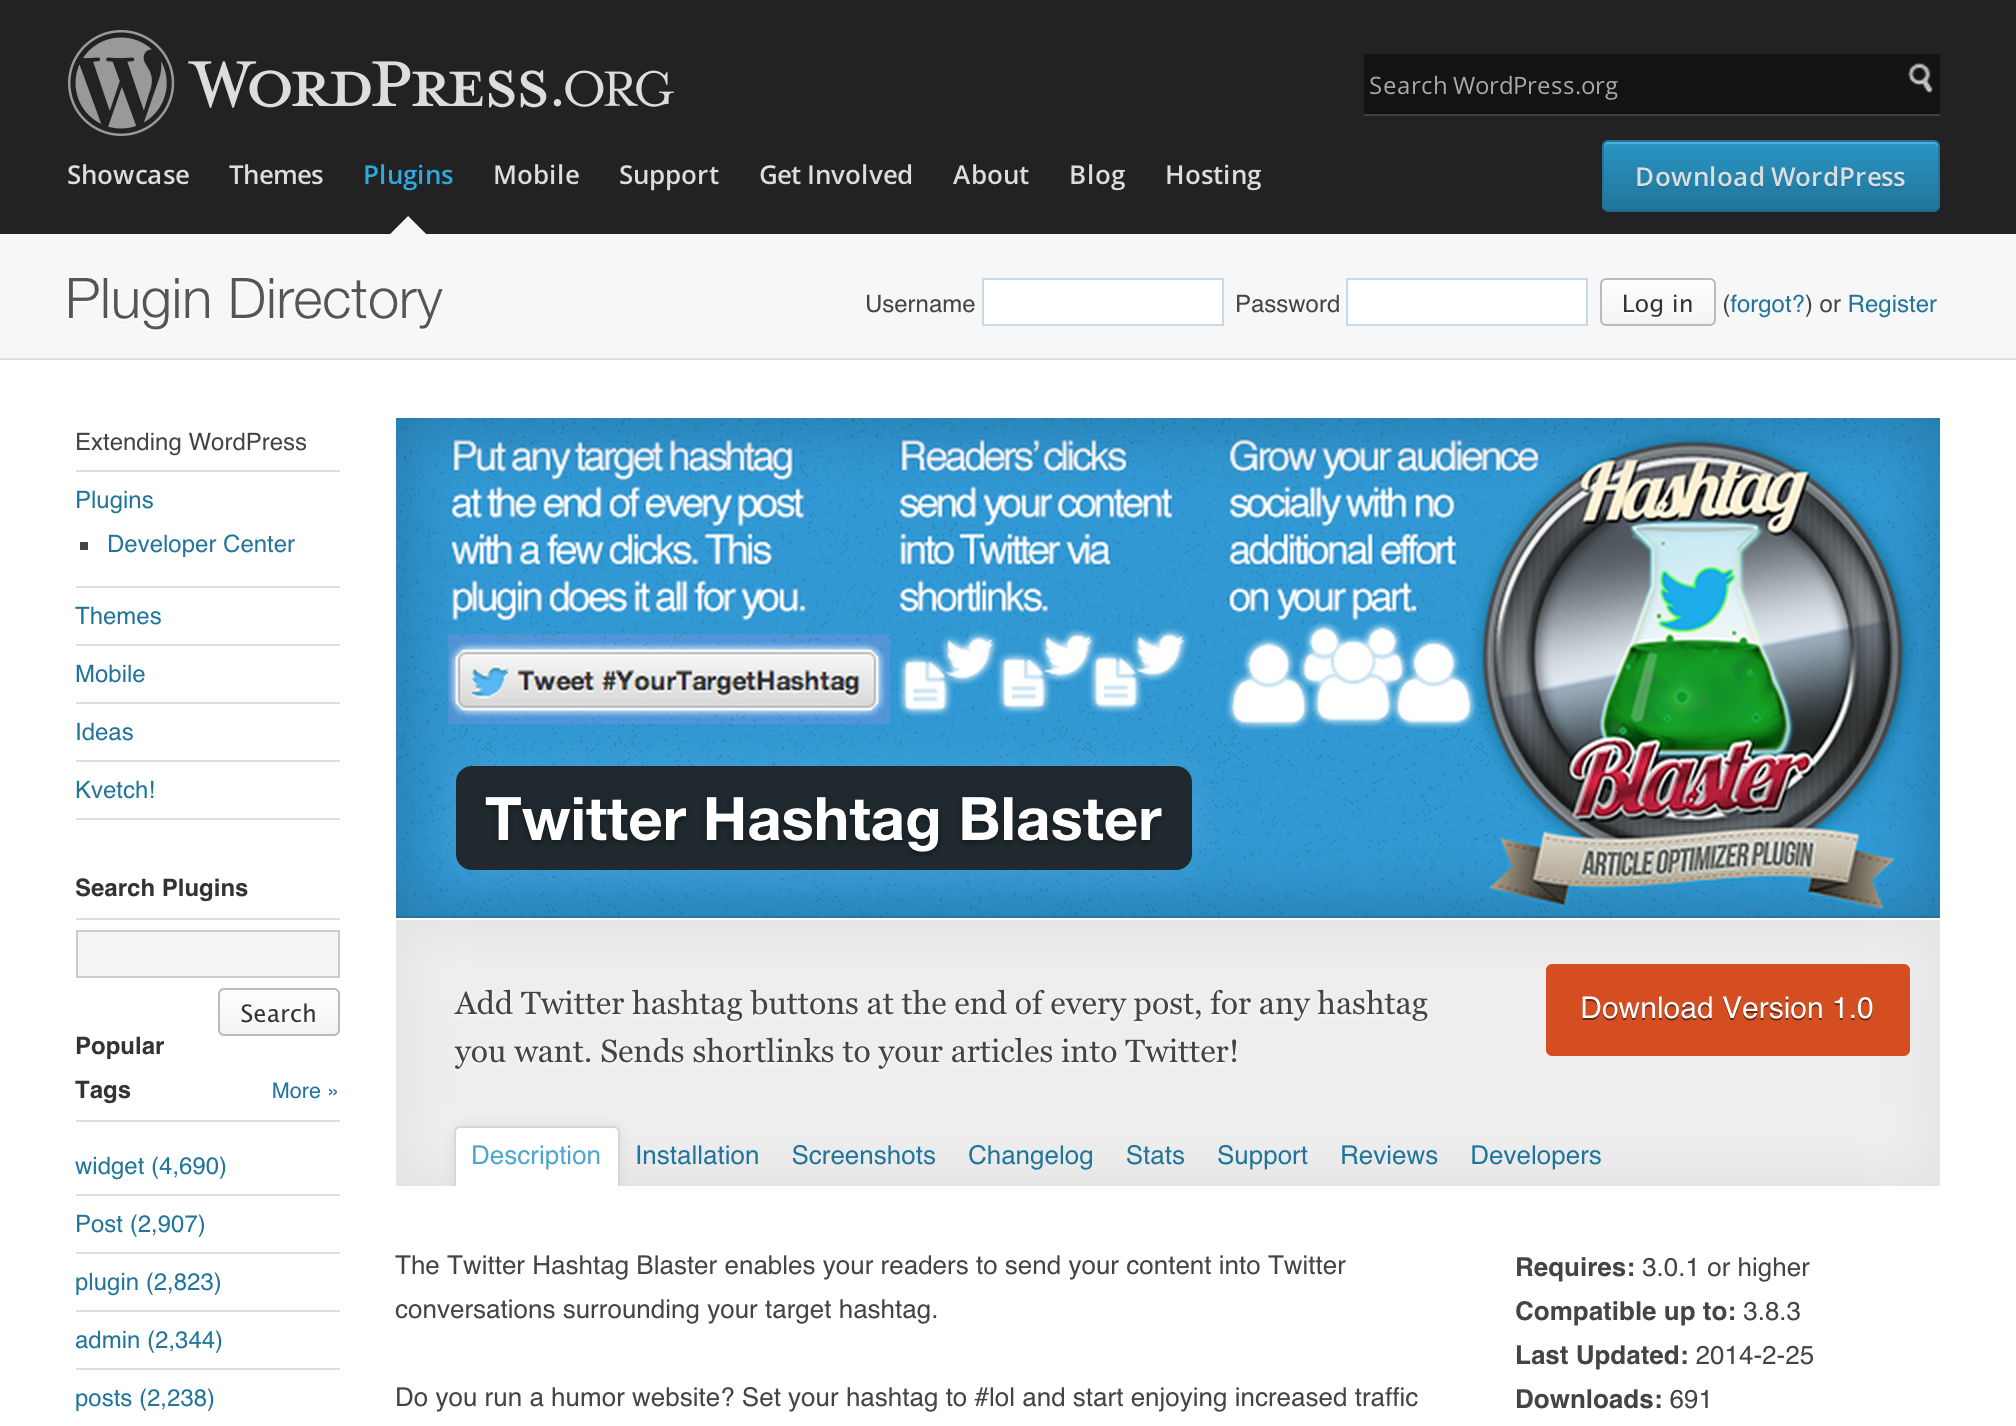 WORDPRESS.ORG
Search WordPress.org
Showcase Themes Plugins Mobile Support Get Involved About Blog Hosting
Download WordPress
Plugin Directory
Username Password Log in (forgot?) or Register
Extending WordPress
Plugins
Developer Center
Themes
Mobile
Ideas
Kvetch!
Search Plugins
Search
Popular
Tags More »
widget (4,690)
Post (2,907)
plugin (2,823)
admin (2,344)
posts (2,238)
Put any target hashtag
at the end of every post
with a few clicks. This
plugin does it all for you.
Tweet #YourTargetHashtag
Readers' clicks
send your content
into Twitter via
shortlinks.
Grow your audience
socially with no
additional effort
on your part.
Hashtag
Blaster
ARTICLE OPTIMIZER PLUGIN
Twitter Hashtag Blaster
Add Twitter hashtag buttons at the end of every post, for any hashtag
you want. Sends shortlinks to your articles into Twitter!
Download Version 1.0
Description Installation Screenshots Changelog Stats Support Reviews Developers
The Twitter Hashtag Blaster enables your readers to send your content into Twitter
conversations surrounding your target hashtag.
Do you run a humor website? Set your hashtag to #lol and start enjoying increased traffic
Requires: 3.0.1 or higher
Compatible up to: 3.8.3
Last Updated: 2014-2-25
Downloads: 691